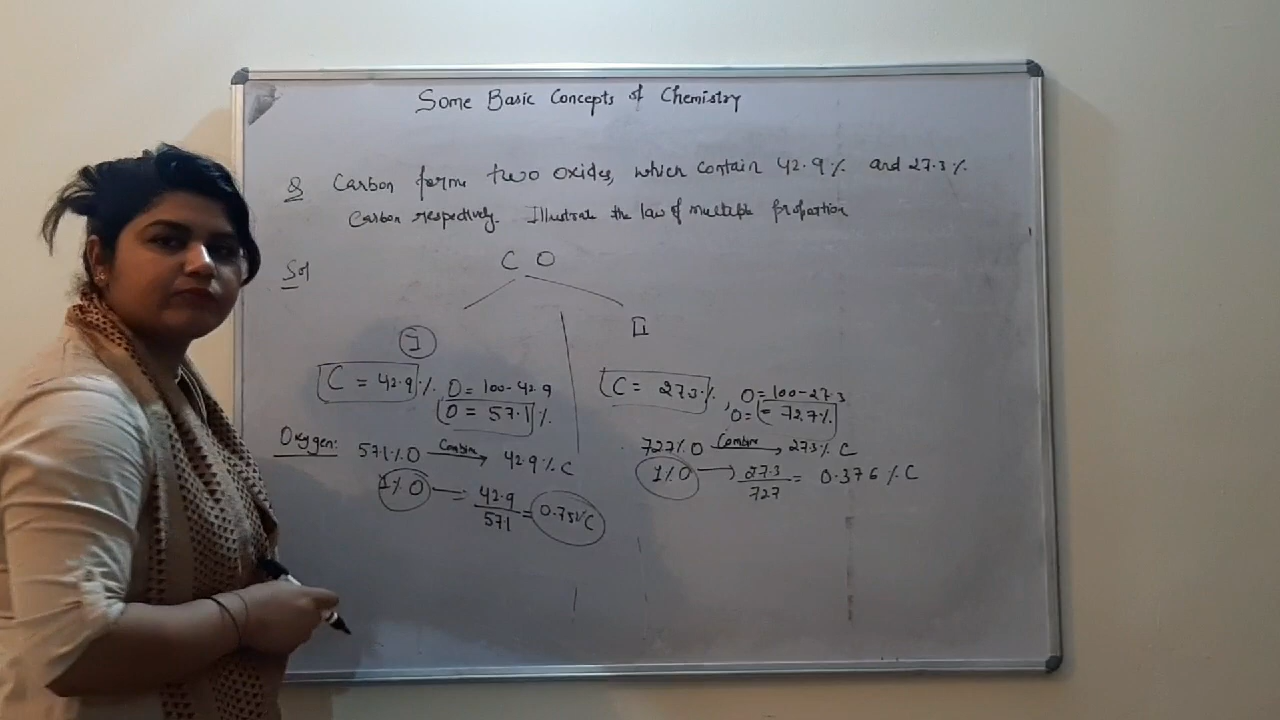 Some Basic Concepts of Chemistry
Q Carbon forms two oxides, which contain 42.9% and 27.3%
Carbon respectively. Illustrate the law of multiple proportion
Sol
C O
I
II
C = 42.9%, O = 100-42.9
O = 57.1%
C = 27.3%, O = 100-27.3
O = = 72.7%
Oxygen: 57.1% O Combine → 42.9% C
1% O — = 42.9/57.1 = 0.751% C
72.7% O Combine → 27.3% C
1% O → 27.3/72.7 = 0.376% C